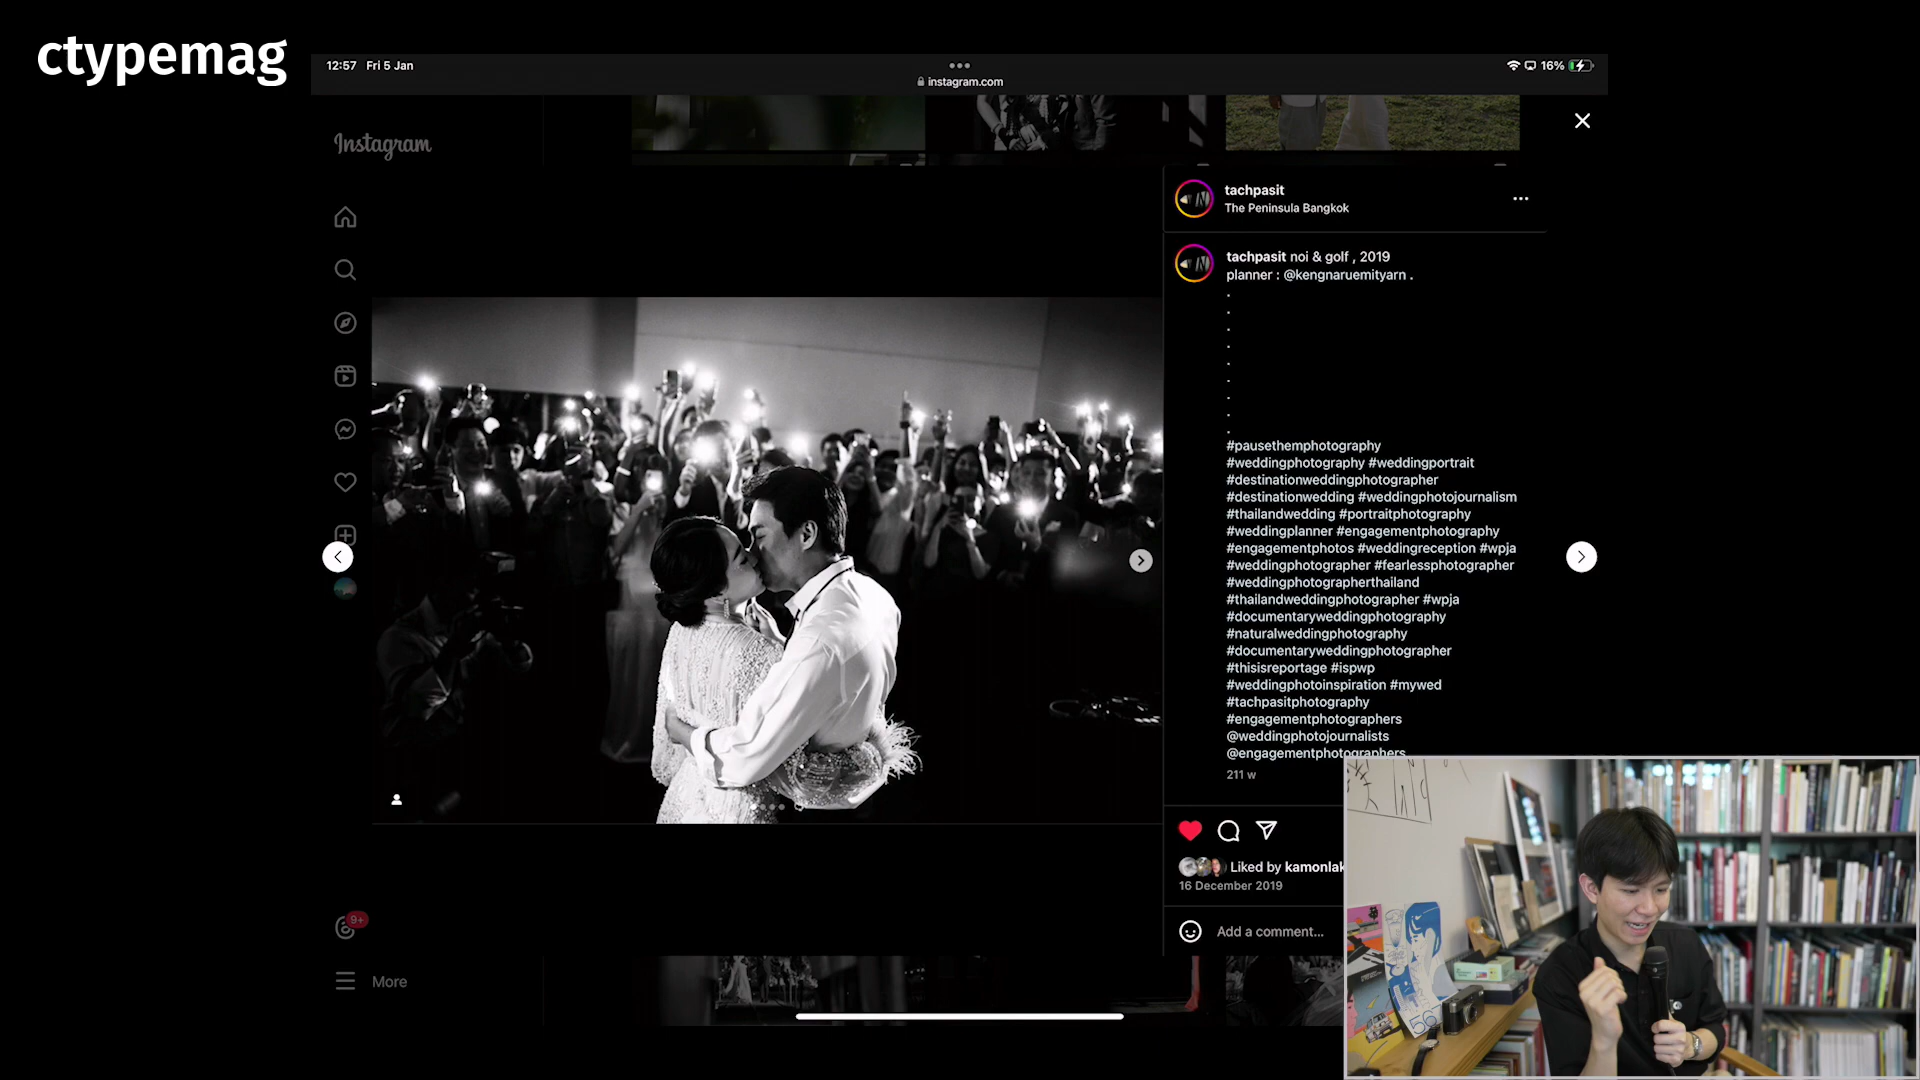 ctypemag
12:57 Fri 5 Jan
instagram.com
16%
Instagram
tachpasit
The Peninsula Bangkok
tachpasit noi & golf , 2019
planner : @kengnaruemityarn .
.
.
.
.
.
.
.
.
.
#pausethemphotography
#weddingphotography #weddingportrait
#destinationweddingphotographer
#destinationwedding #weddingphotojournalism
#thailandwedding #portraitphotography
#weddingplanner #engagementphotography
#engagementphotos #weddingreception #wpja
#weddingphotographer #fearlessphotographer
#weddingphotographerthailand
#thailandweddingphotographer #wpja
#documentaryweddingphotography
#naturalweddingphotography
#documentaryweddingphotographer
#thisisreportage #ispwp
#weddingphotoinspiration #mywed
#tachpasitphotography
#engagementphotographers
@weddingphotojournalists
@engagementphotographers
211 w
Liked by kamonlak
16 December 2019
Add a comment...
9+
More